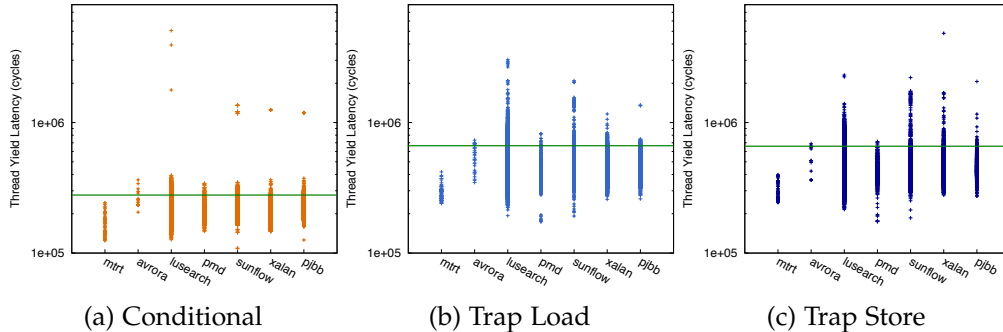 Thread Yield Latency (cycles)
1e+06
1e+05
mtrt
avrora
lusearch
pmd
sunflow
xalan
pjbb
(a) Conditional
Thread Yield Latency (cycles)
1e+06
1e+05
mtrt
avrora
lusearch
pmd
sunflow
xalan
pjbb
(b) Trap Load
Thread Yield Latency (cycles)
1e+06
1e+05
mtrt
avrora
lusearch
pmd
sunflow
xalan
pjbb
(c) Trap Store